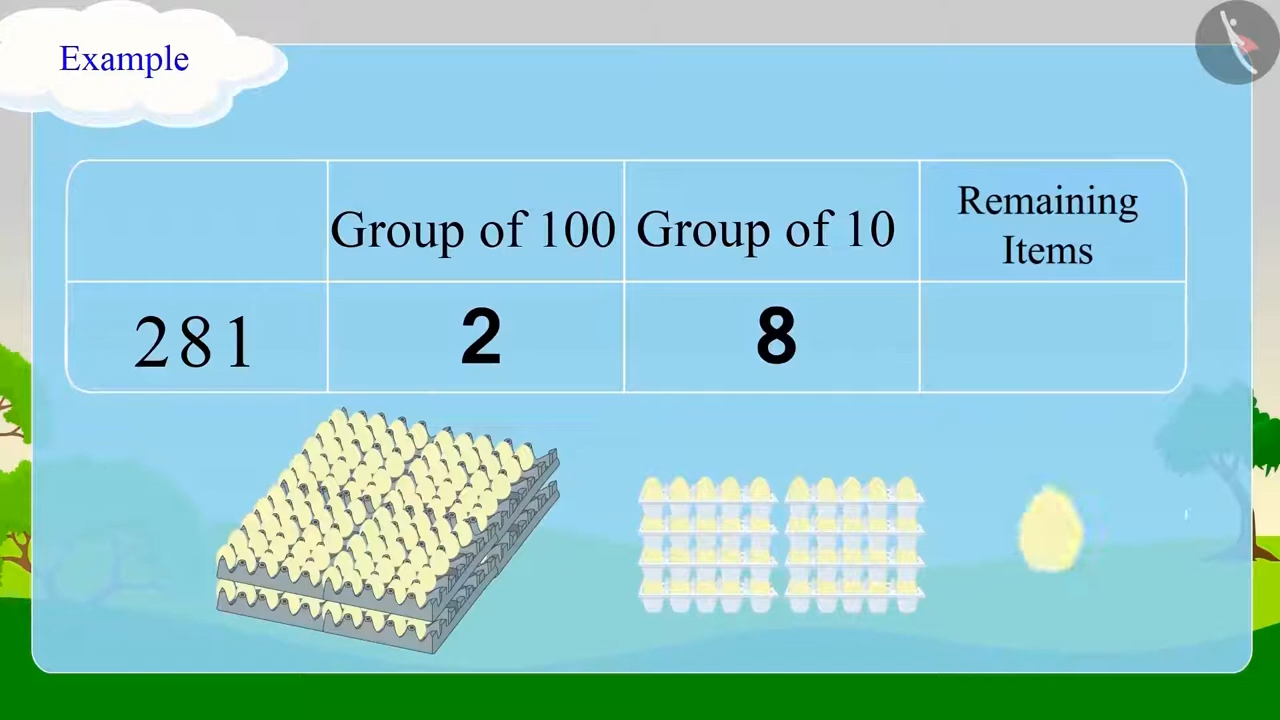 Example
Group of 100
Group of 10
Remaining
Items
281
2
8